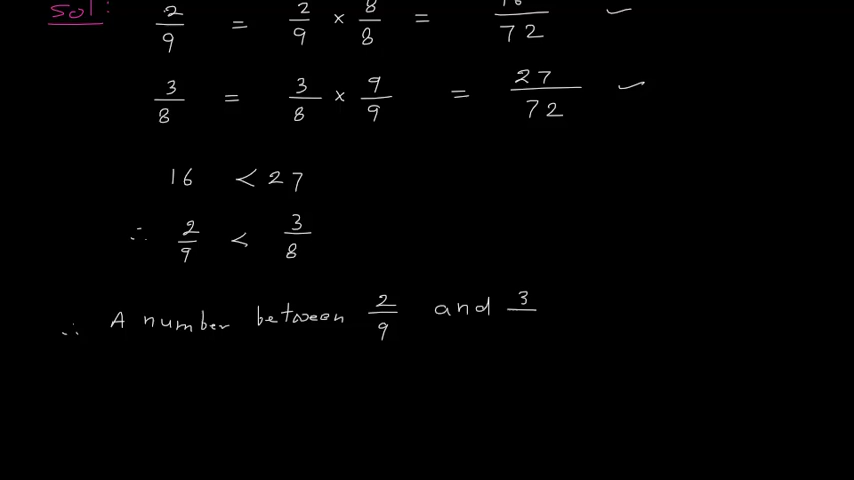 Sol: 2/9 = 2/9 × 8/8 = 16/72 ✓
3/8 = 3/8 × 9/9 = 27/72 ✓
16 < 27
∴ 2/9 < 3/8
∴ A number between 2/9 and 3/